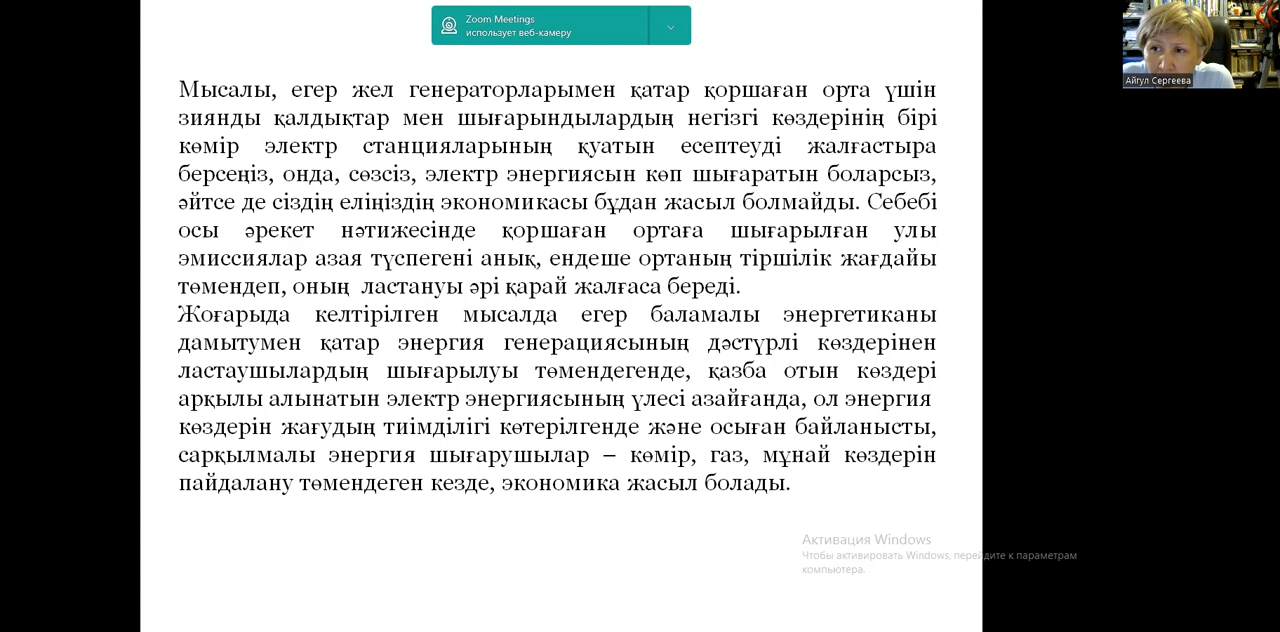 Zoom Meetings
использует веб-камеру
Айгул Сергеева
Мысалы, егер жел генераторларымен қатар қоршаған орта үшін
зиянды қалдықтар мен шығарындылардың негізгі көздерінің бірі
көмір электр станцияларының қуатын есептеуді жалғастыра
берсеңіз, онда, сөзсіз, электр энергиясын көп шығаратын боларсыз,
әйтсе де сіздің еліңіздің экономикасы бұдан жасыл болмайды. Себебі
осы әрекет нәтижесінде қоршаған ортаға шығарылған улы
эмиссиялар азая түспегені анық, ендеше ортаның тіршілік жағдайы
төмендеп, оның ластануы әрі қарай жалғаса береді.
Жоғарыда келтірілген мысалда егер баламалы энергетиканы
дамытумен қатар энергия генерациясының дәстүрлі көздерінен
ластаушылардың шығарылуы төмендегенде, қазба отын көздері
арқылы алынатын электр энергиясының үлесі азайғанда, ол энергия
көздерін жағудың тиімділігі көтерілгенде және осыған байланысты,
сарқылмалы энергия шығарушылар – көмір, газ, мұнай көздерін
пайдалану төмендеген кезде, экономика жасыл болады.
Активация Windows
Чтобы активировать Windows, перейдите к параметрам
компьютера.